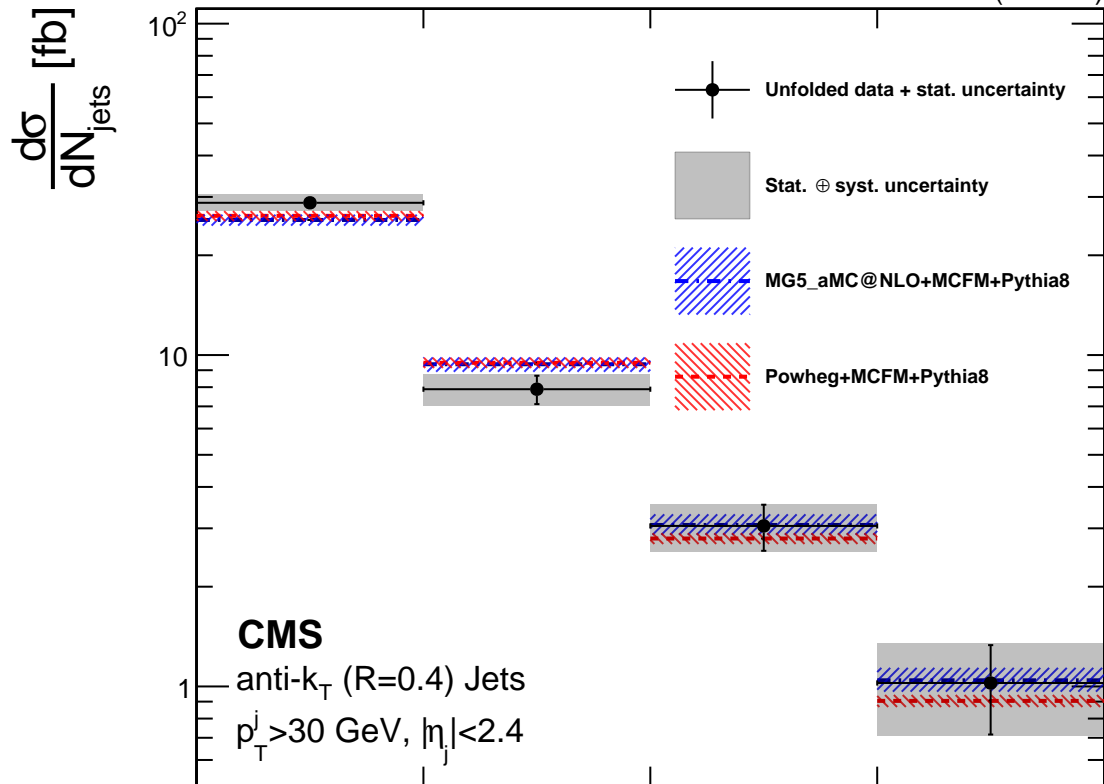 dσ/dN_jets [fb]
10²
10
1
Unfolded data + stat. uncertainty
Stat. ⊕ syst. uncertainty
MG5_aMC@NLO+MCFM+Pythia8
Powheg+MCFM+Pythia8
CMS
anti-k_T (R=0.4) Jets
p_T^j>30 GeV, |η_j|<2.4